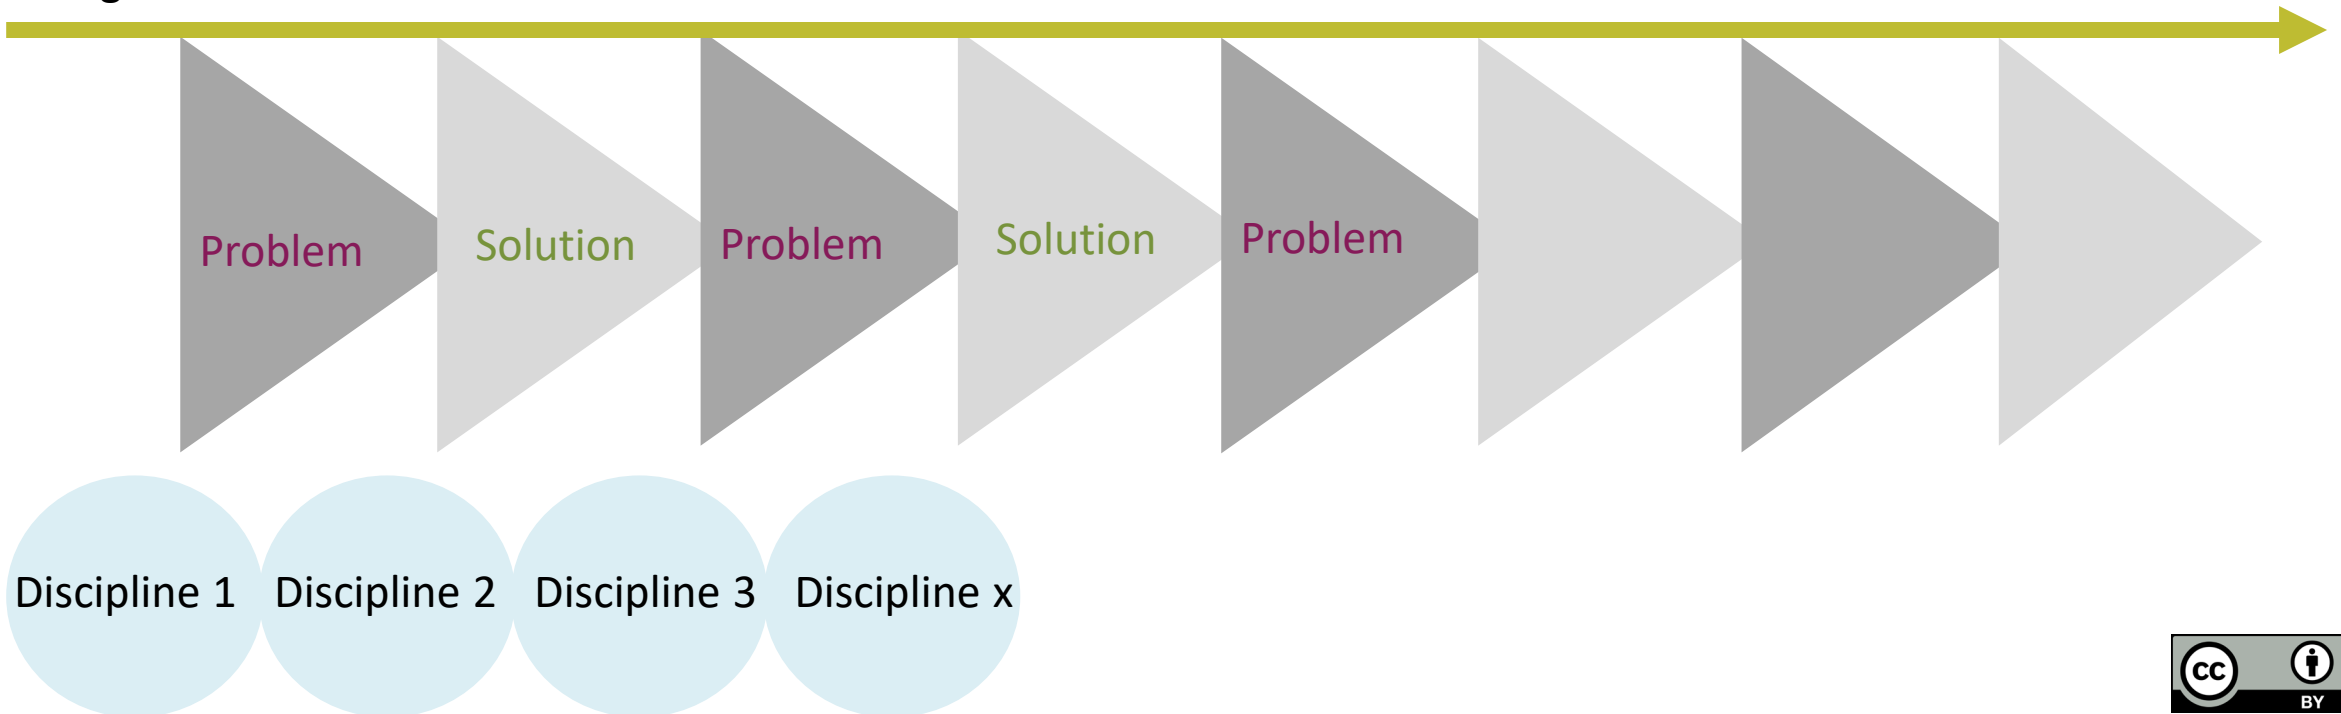 Problem
Solution
Problem
Solution
Problem
Discipline 1
Discipline 2
Discipline 3
Discipline x
cc
BY